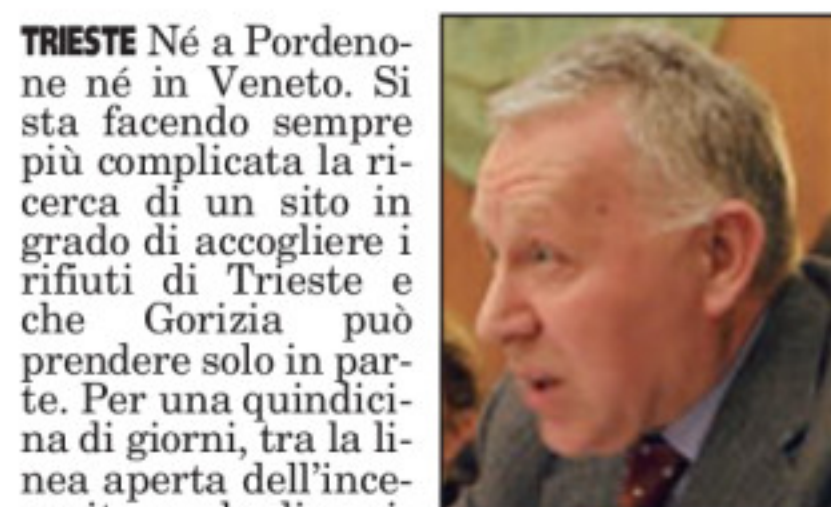 TRIESTE Né a Pordeno-
ne né in Veneto. Si
sta facendo sempre
più complicata la ri-
cerca di un sito in
grado di accogliere i
rifiuti di Trieste e
che Gorizia può
prendere solo in par-
te. Per una quindici-
na di giorni, tra la li-
nea aperta dell'ince-